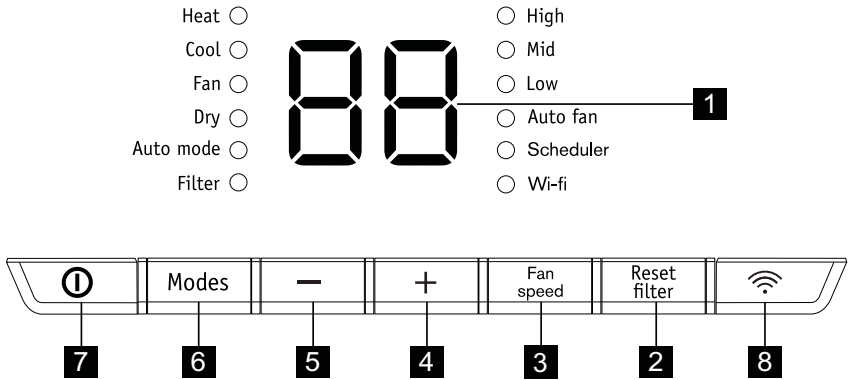 Heat
High
Cool
Mid
Fan
Low
Dry
Auto fan
Auto mode
Scheduler
Filter
Wi-fi
88
1
Modes
−
+
Fan
speed
Reset
filter
7
6
5
4
3
2
8